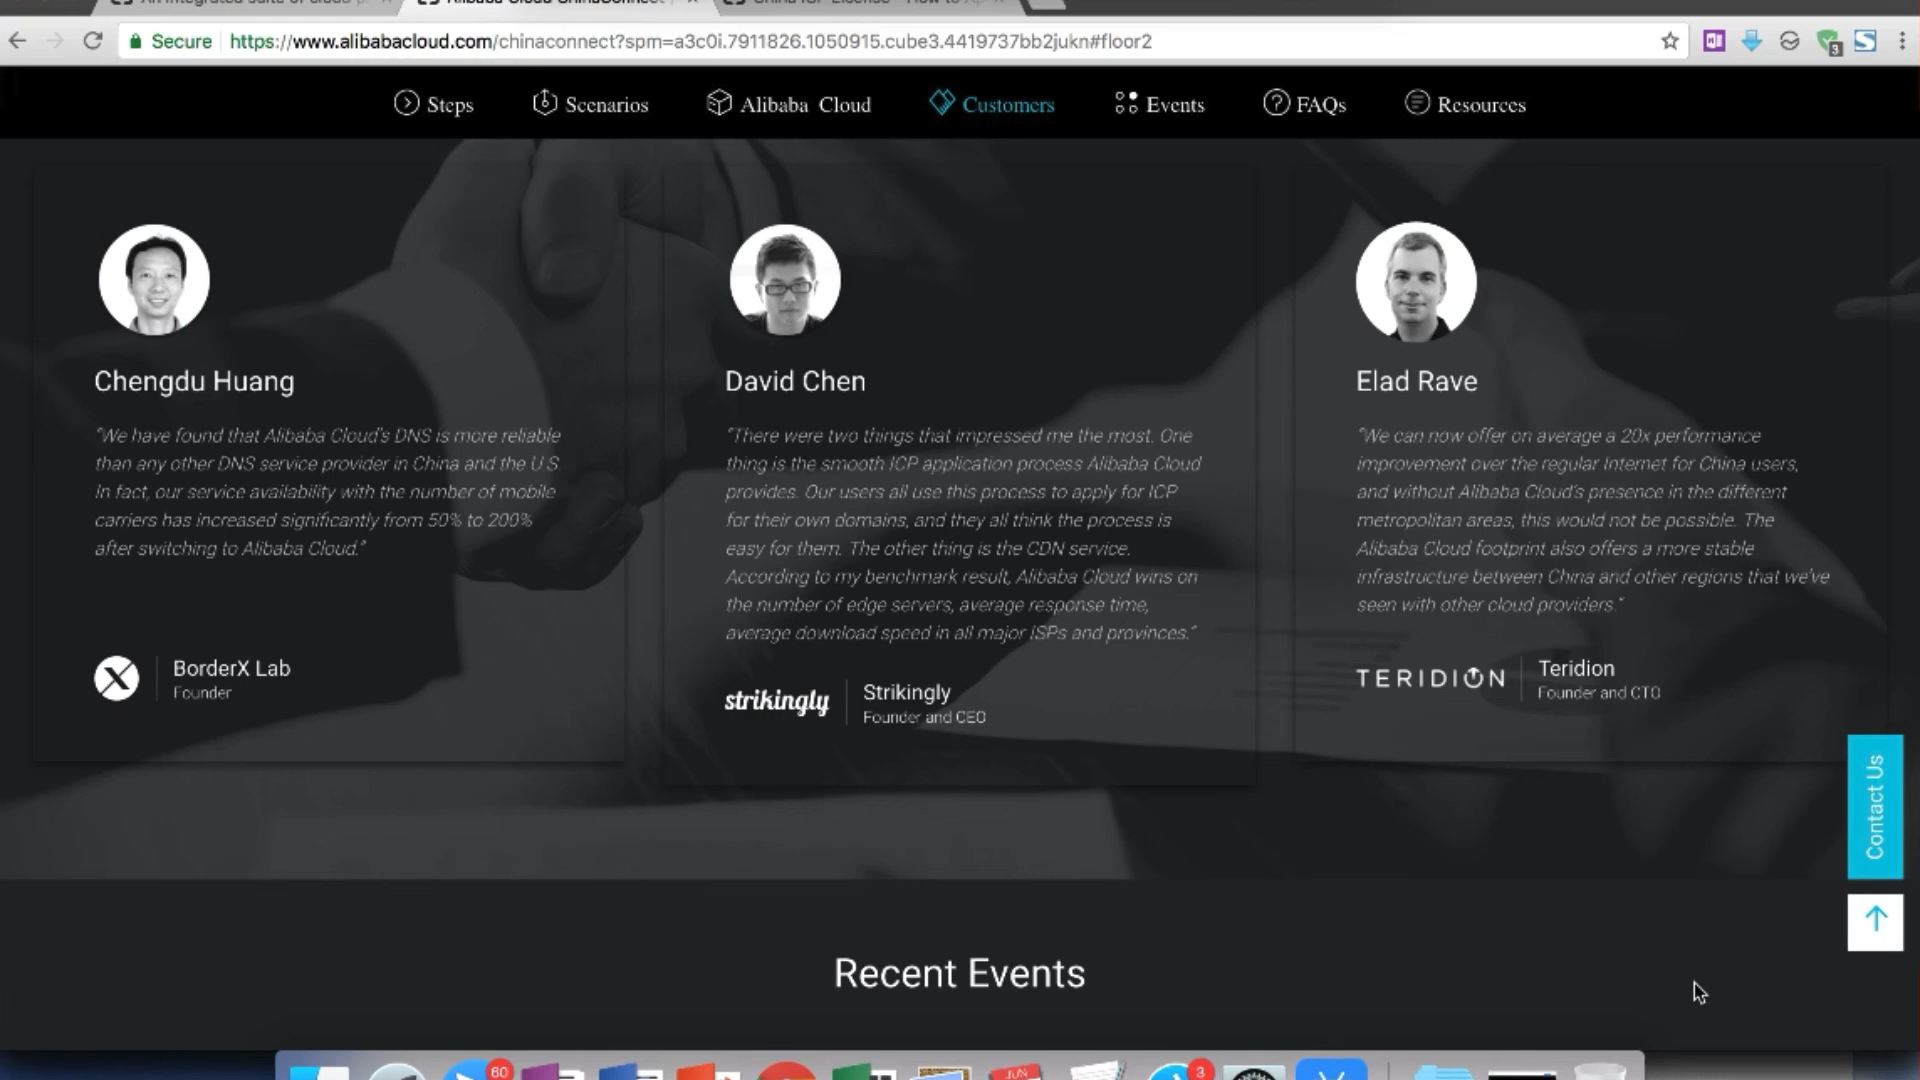 Secure
https://www.alibabacloud.com/chinaconnect?spm=a3c0i.7911826.1050915.cube3.4419737bb2jukn#floor2
3
Steps
Scenarios
Alibaba Cloud
Customers
Events
FAQs
Resources
Chengdu Huang
"We have found that Alibaba Cloud's DNS is more reliable
than any other DNS service provider in China and the U.S.
In fact, our service availability with the number of mobile
carriers has increased significantly from 50% to 200%
after switching to Alibaba Cloud."
BorderX Lab
Founder
David Chen
"There were two things that impressed me the most. One
thing is the smooth ICP application process Alibaba Cloud
provides. Our users all use this process to apply for ICP
for their own domains, and they all think the process is
easy for them. The other thing is the CDN service.
According to my benchmark result, Alibaba Cloud wins on
the number of edge servers, average response time,
average download speed in all major ISPs and provinces."
strikingly
Strikingly
Founder and CEO
Elad Rave
"We can now offer on average a 20x performance
improvement over the regular Internet for China users,
and without Alibaba Cloud's presence in the different
metropolitan areas, this would not be possible. The
Alibaba Cloud footprint also offers a more stable
infrastructure between China and other regions that we've
seen with other cloud providers."
TERIDION
Teridion
Founder and CTO
Contact Us
Recent Events
60
JUN
3